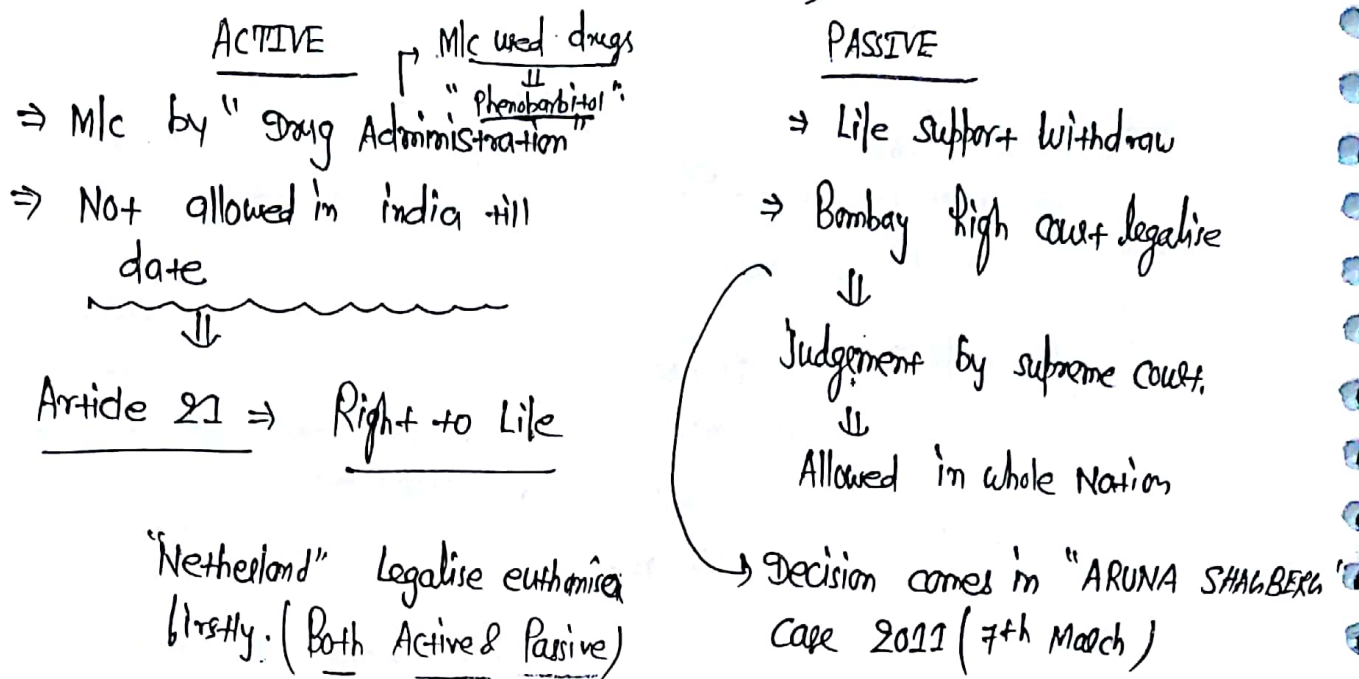 ACTIVE
M/c used drugs
⇓
"Phenobarbitol".
⇒ M/c by "Drug Administration"
⇒ Not allowed in india till
date
⇓
Article 21 ⇒ Right to Life
"Netherland" Legalise euthanisea
firstly. (Both Active & Passive)
PASSIVE
⇒ Life support withdraw
⇒ Bombay high court legalise
⇓
Judgement by supreme court.
⇓
Allowed in whole Nation
Decision comes in "ARUNA SHAGBERG"
Case 2011 (7th March)